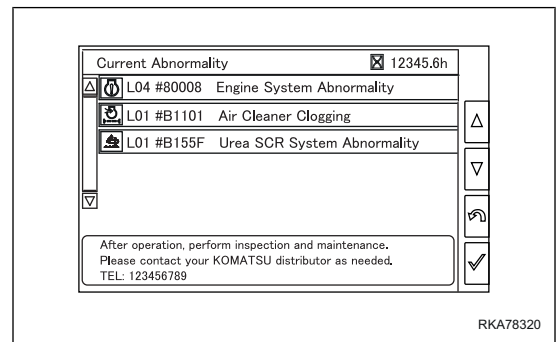 Current Abnormality 12345.6h
L04 #80008 Engine System Abnormality
L01 #B1101 Air Cleaner Clogging
L01 #B155F Urea SCR System Abnormality
After operation, perform inspection and maintenance.
Please contact your KOMATSU distributor as needed.
TEL: 123456789
RKA78320